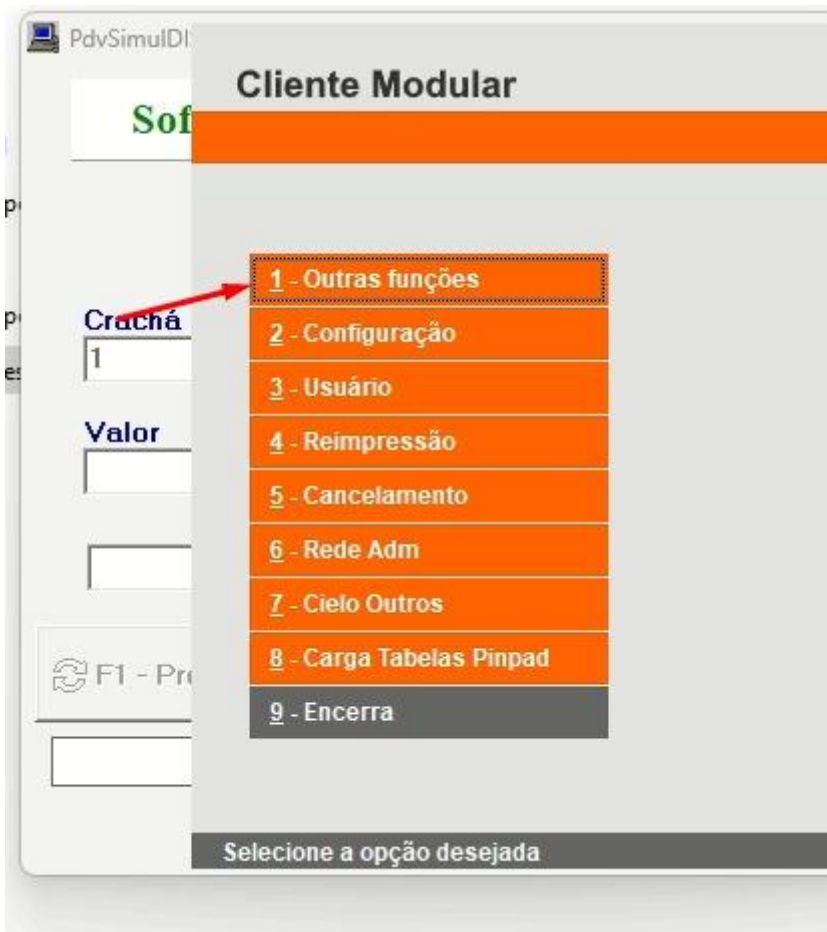 PdvSimulDI
Cliente Modular
Sof
1 - Outras funções
Crachá
1
2 - Configuração
3 - Usuário
Valor
4 - Reimpressão
5 - Cancelamento
6 - Rede Adm
7 - Cielo Outros
8 - Carga Tabelas Pinpad
F1 - Pr
9 - Encerra
Selecione a opção desejada